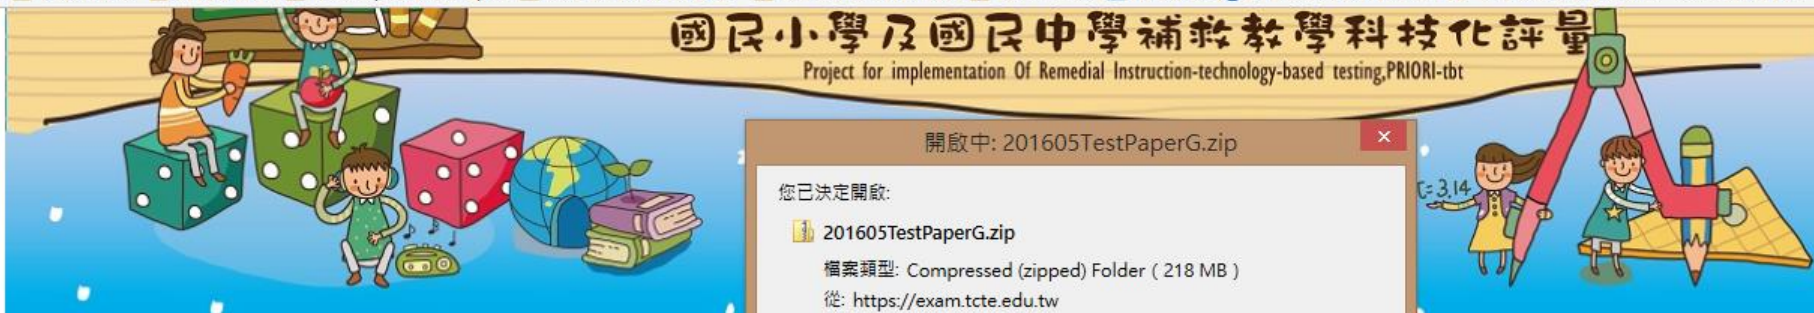 國民小學及國民中學補救教學科技化評量
Project for implementation Of Remedial Instruction-technology-based testing,PRIORI-tbt
開啟中: 201605TestPaperG.zip
您已決定開啟:
201605TestPaperG.zip
檔案類型: Compressed (zipped) Folder ( 218 MB )
從: https://exam.tcte.edu.tw
=3.14